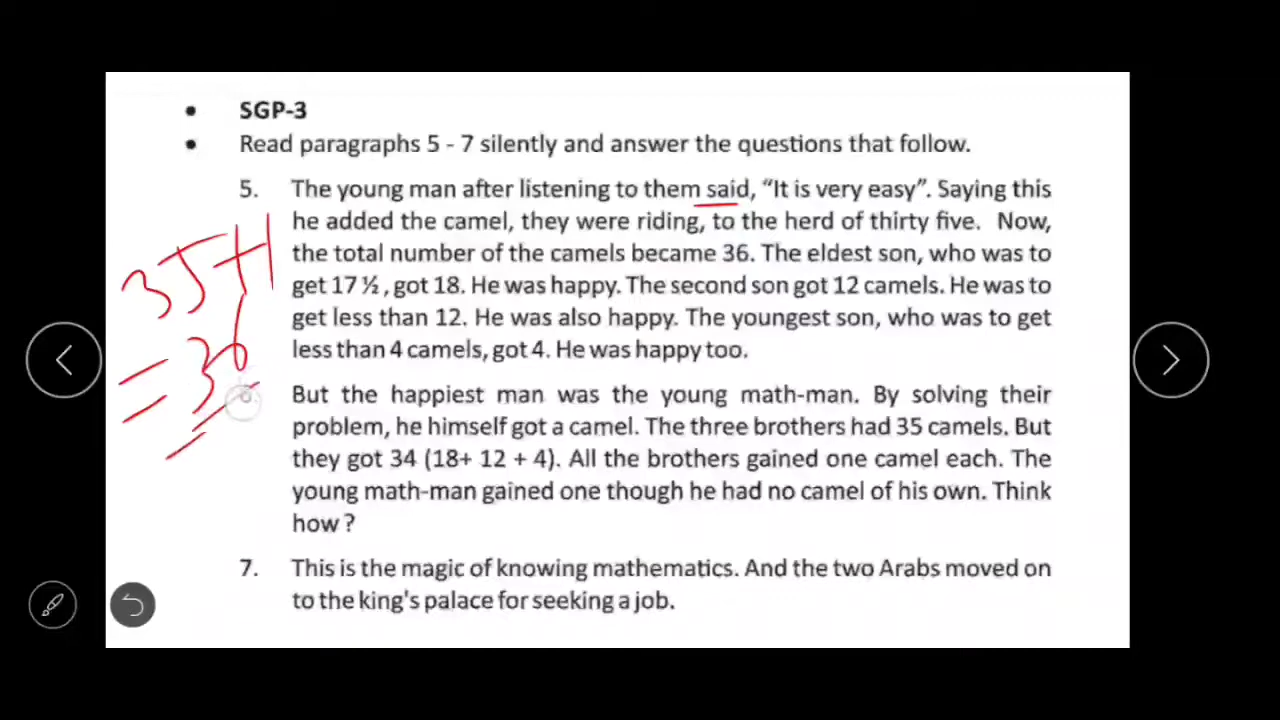 • SGP-3
• Read paragraphs 5 - 7 silently and answer the questions that follow.
5. The young man after listening to them said, “It is very easy”. Saying this
he added the camel, they were riding, to the herd of thirty five. Now,
the total number of the camels became 36. The eldest son, who was to
get 17 ½, got 18. He was happy. The second son got 12 camels. He was to
get less than 12. He was also happy. The youngest son, who was to get
less than 4 camels, got 4. He was happy too.
35+1
=36
But the happiest man was the young math-man. By solving their
problem, he himself got a camel. The three brothers had 35 camels. But
they got 34 (18+ 12 + 4). All the brothers gained one camel each. The
young math-man gained one though he had no camel of his own. Think
how ?
7. This is the magic of knowing mathematics. And the two Arabs moved on
to the king's palace for seeking a job.